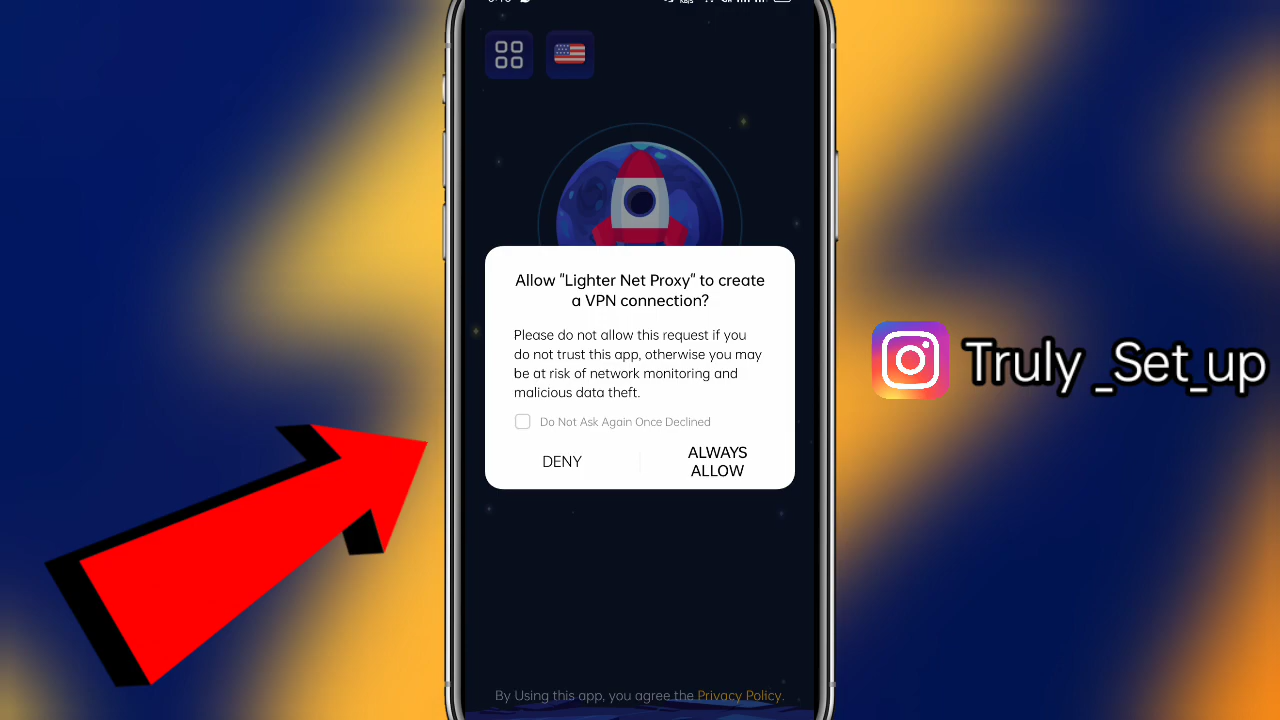 Allow "Lighter Net Proxy" to create
a VPN connection?
Please do not allow this request if you
do not trust this app, otherwise you may
be at risk of network monitoring and
malicious data theft.
Do Not Ask Again Once Declined
DENY
ALWAYS
ALLOW
Truly _Set_up
By Using this app, you agree the Privacy Policy.